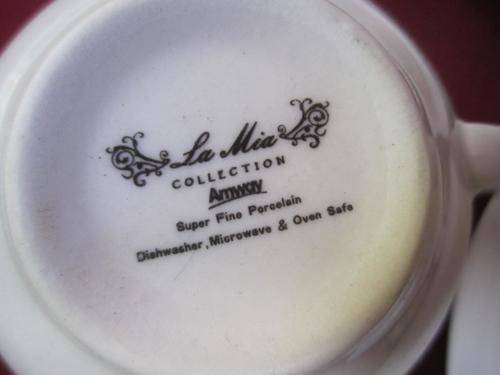 La Mia
COLLECTION
Amway
Super Fine Porcelain
Dishwasher, Microwave & Oven Safe